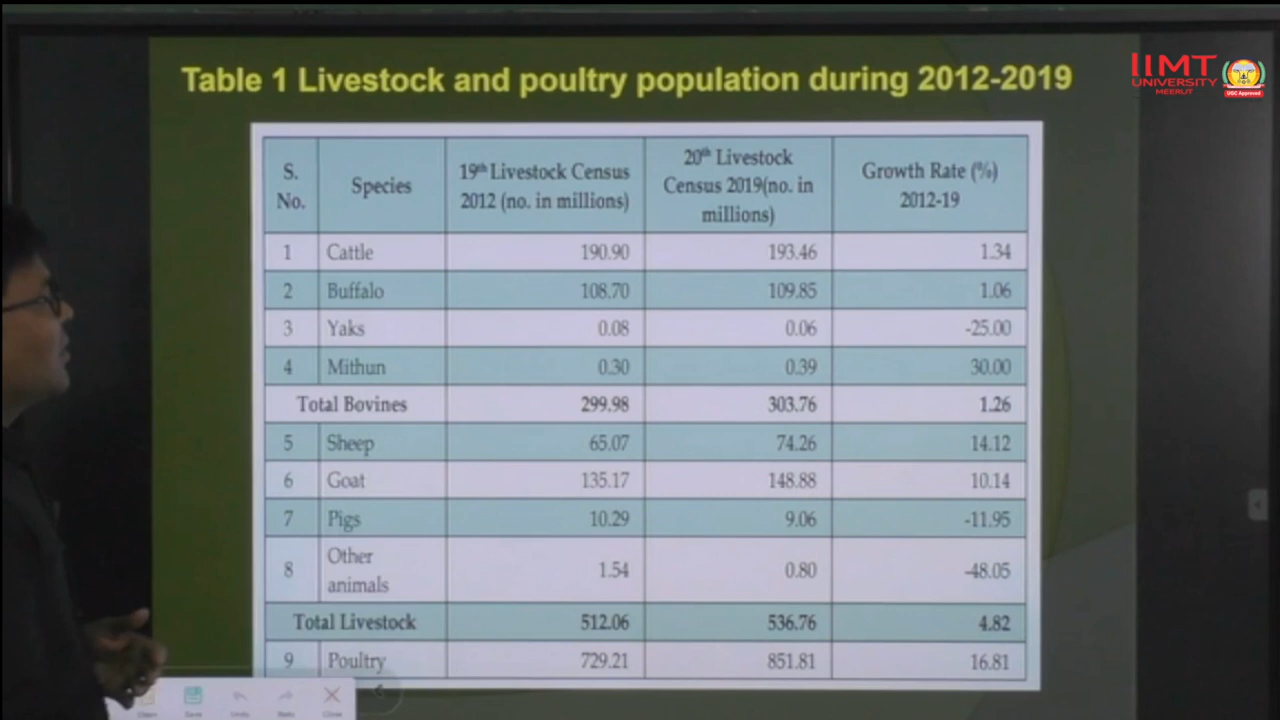 Table 1 Livestock and poultry population during 2012-2019
IIMT
UNIVERSITY
MEERUT
UGC Approved
S. No. Species 19th Livestock Census 2012 (no. in millions) 20th Livestock Census 2019(no. in millions) Growth Rate (%) 2012-19
1 Cattle 190.90 193.46 1.34
2 Buffalo 108.70 109.85 1.06
3 Yaks 0.08 0.06 -25.00
4 Mithun 0.30 0.39 30.00
Total Bovines 299.98 303.76 1.26
5 Sheep 65.07 74.26 14.12
6 Goat 135.17 148.88 10.14
7 Pigs 10.29 9.06 -11.95
8 Other animals 1.54 0.80 -48.05
Total Livestock 512.06 536.76 4.82
9 Poultry 729.21 851.81 16.81
Save Undo Redo Close